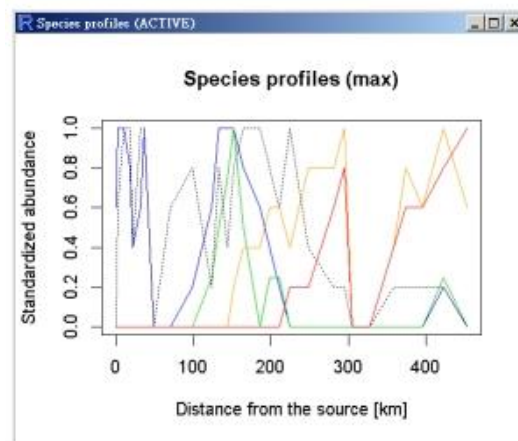 Species profiles (ACTIVE)
Species profiles (max)
Standardized abundance
1.0
0.8
0.6
0.4
0.2
0.0
0 100 200 300 400
Distance from the source [km]